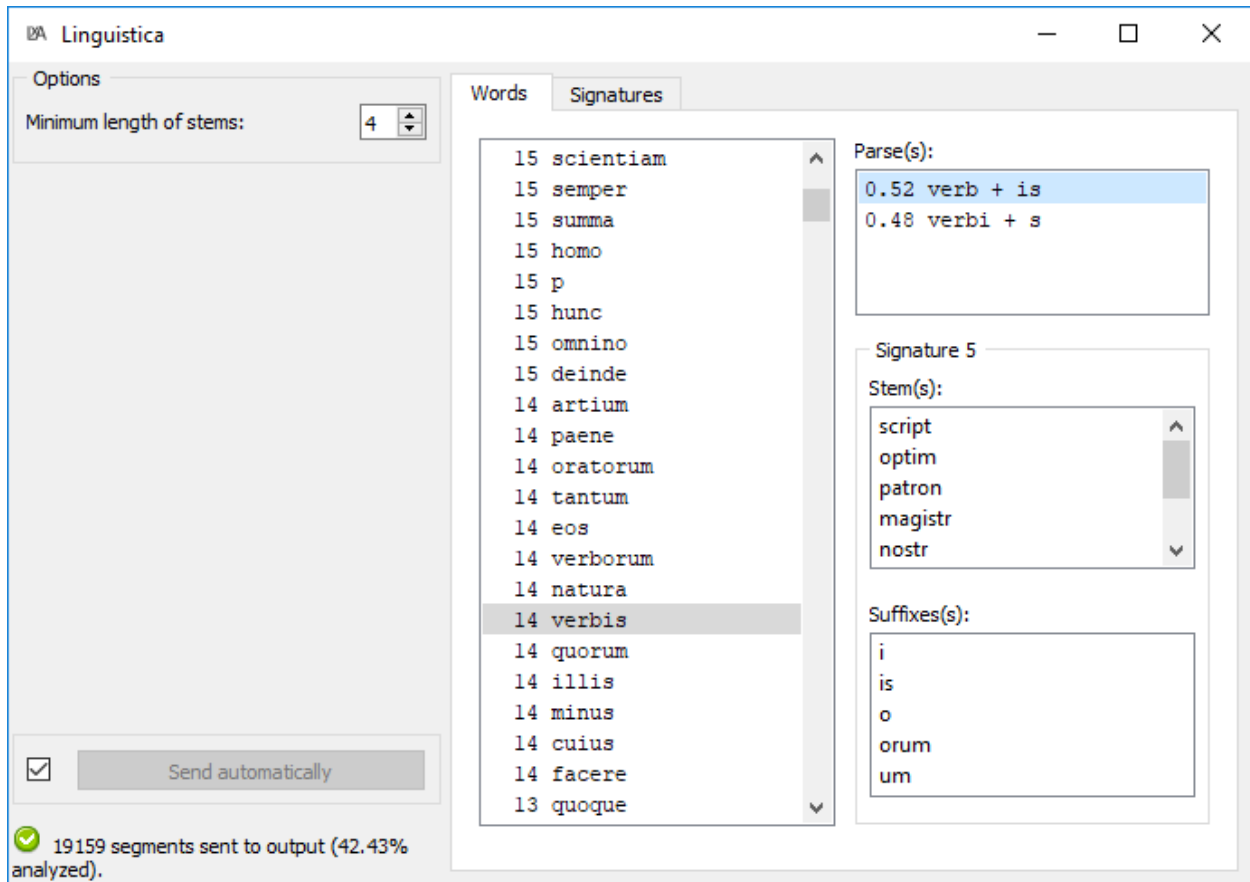 Linguistica
Options
Minimum length of stems: 4
Send automatically
19159 segments sent to output (42.43%
analyzed).
Words Signatures
15 scientiam
15 semper
15 summa
15 homo
15 p
15 hunc
15 omnino
15 deinde
14 artium
14 paene
14 oratorum
14 tantum
14 eos
14 verborum
14 natura
14 verbis
14 quorum
14 illis
14 minus
14 cuius
14 facere
13 quoque
Parse(s):
0.52 verb + is
0.48 verbi + s
Signature 5
Stem(s):
script
optim
patron
magistr
nostr
Suffixes(s):
i
is
o
orum
um